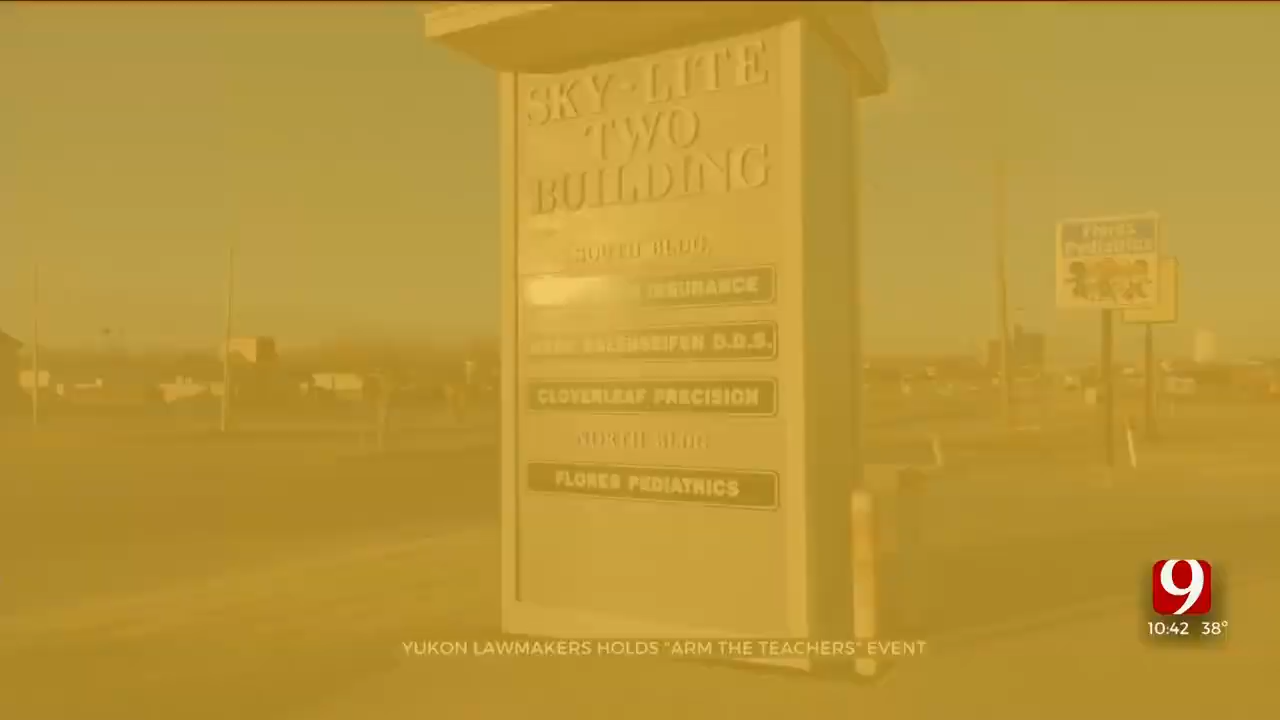 SKY-LITE
TWO
BUILDING
SOUTH BLDG.
INSURANCE
D.D.S.
CLOVERLEAF PRECISION
NORTH BLDG.
FLORES PEDIATRICS
Flores
Pediatrics
9
10:42 38°
YUKON LAWMAKERS HOLDS "ARM THE TEACHERS" EVENT